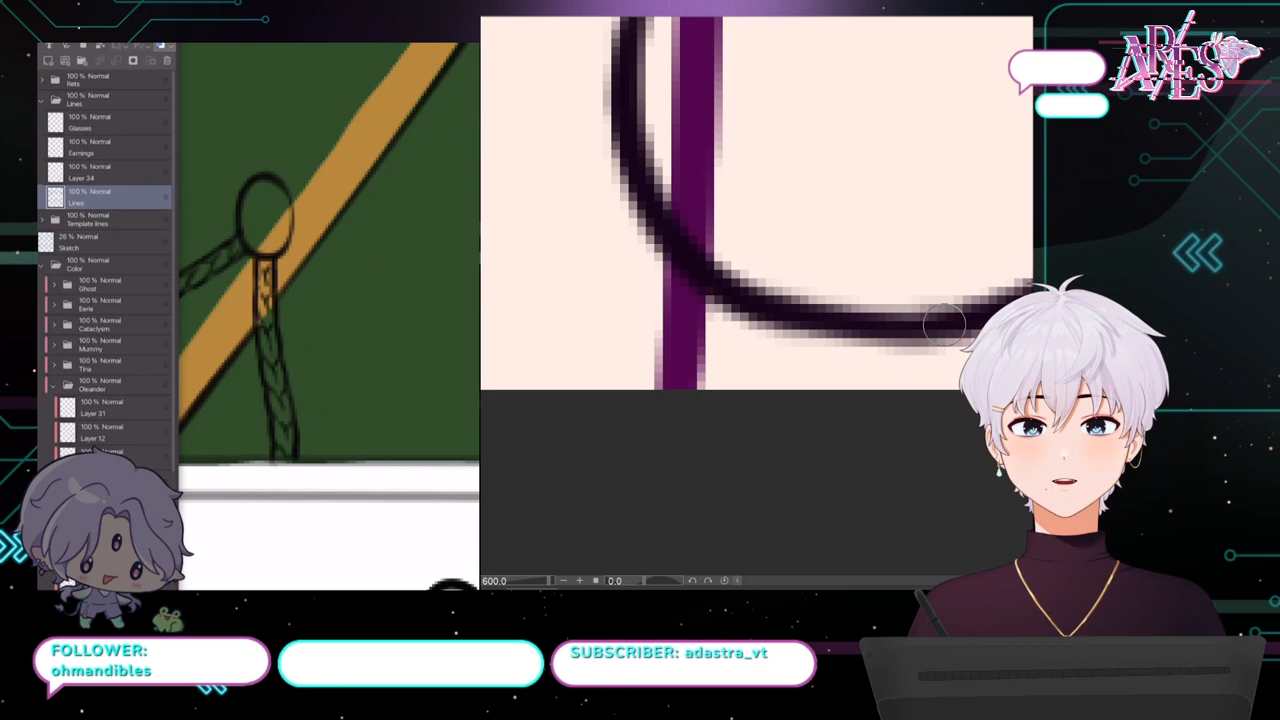 100 % Normal
Pets
100 % Normal
Lines
100 % Normal
Glasses
100 % Normal
Earrings
100 % Normal
Layer 34
100 % Normal
Lines
100 % Normal
Template lines
26 % Normal
Sketch
100 % Normal
Color
100 % Normal
Ghost
100 % Normal
Eerie
100 % Normal
Cataclysm
100 % Normal
Mummy
100 % Normal
Tina
100 % Normal
Oleander
100 % Normal
Layer 31
100 % Normal
Layer 12
600.0
0.0
ARES
FOLLOWER:
ohmandibles
SUBSCRIBER: adastra_vt